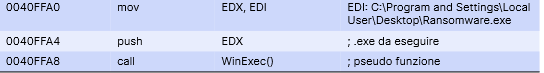 0040FFA0 mov EDX, EDI EDI: C:\Program and Settings\Local
User\Desktop\Ransomware.exe
0040FFA4 push EDX ; .exe da eseguire
0040FFA8 call WinExec() ; pseudo funzione